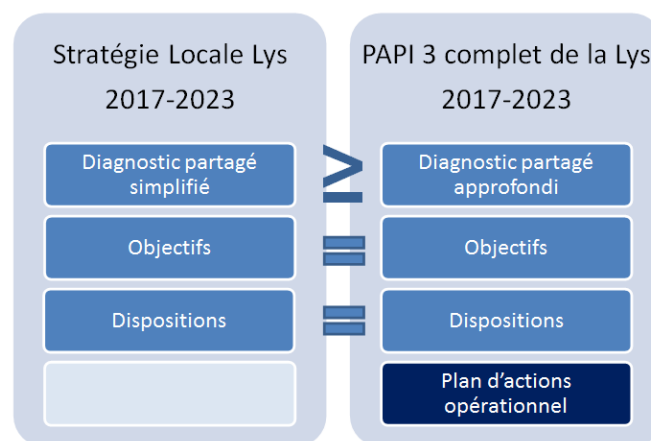 Stratégie Locale Lys
2017-2023
Diagnostic partagé
simplifié
Objectifs
Dispositions
>
=
=
PAPI 3 complet de la Lys
2017-2023
Diagnostic partagé
approfondi
Objectifs
Dispositions
Plan d’actions
opérationnel